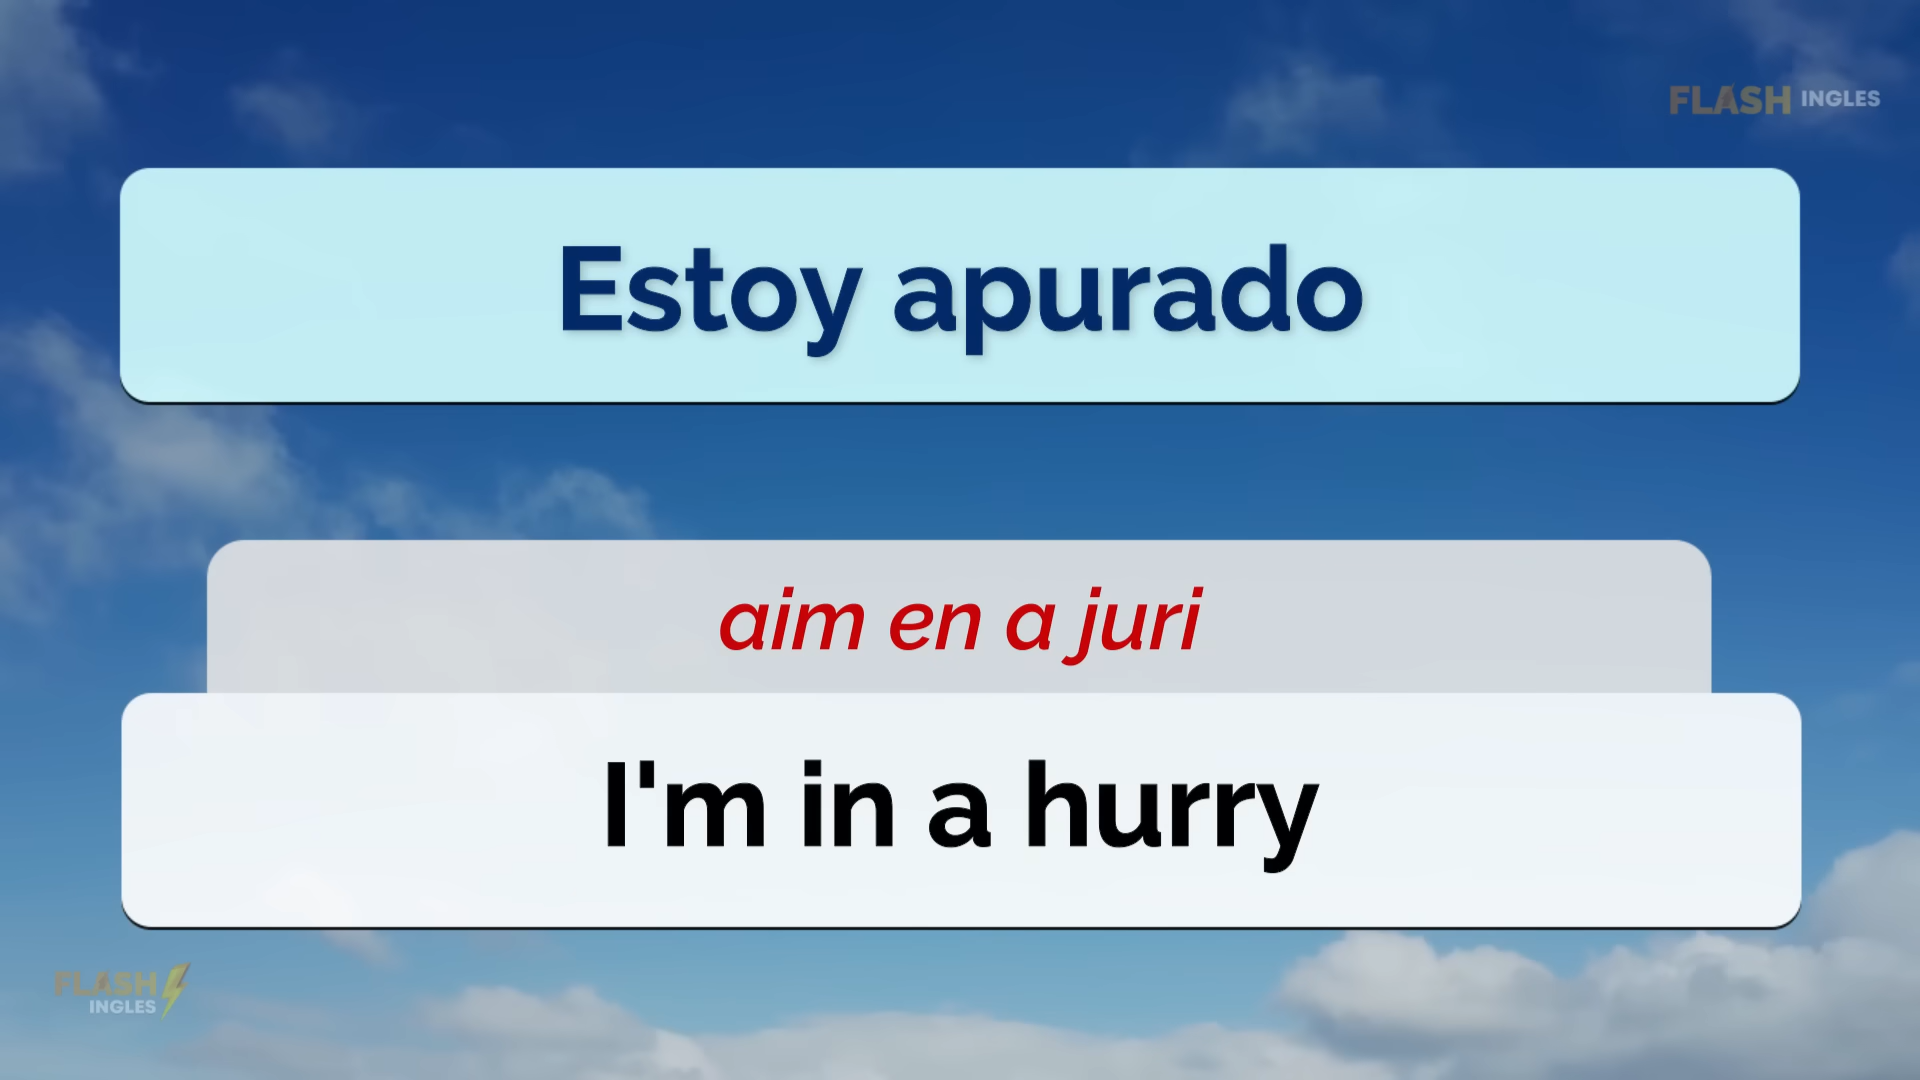 FLASH INGLES
Estoy apurado
aim en a juri
I'm in a hurry
FLASH
INGLES